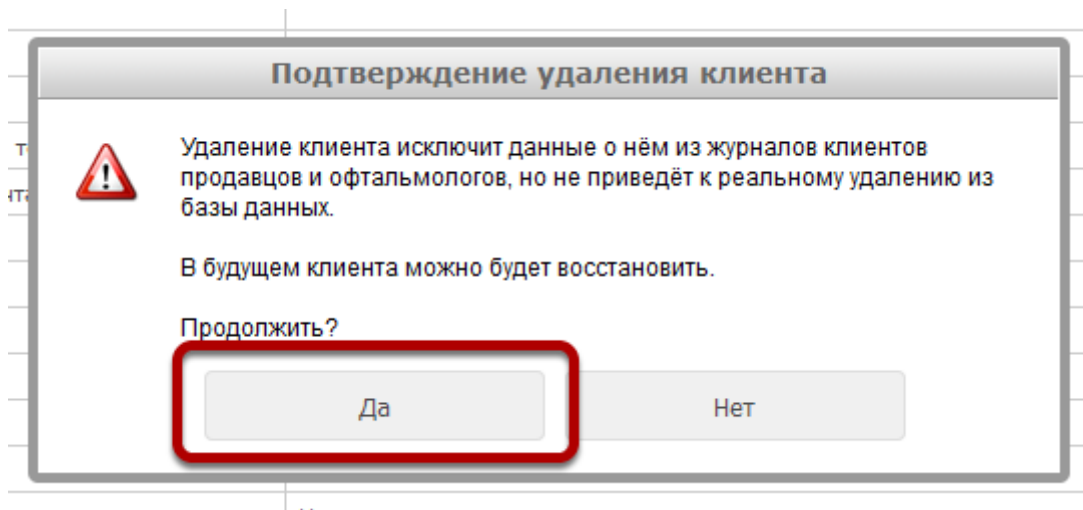 Подтверждение удаления клиента
Удаление клиента исключит данные о нём из журналов клиентов
продавцов и офтальмологов, но не приведёт к реальному удалению из
базы данных.
В будущем клиента можно будет восстановить.
Продолжить?
Да
Нет